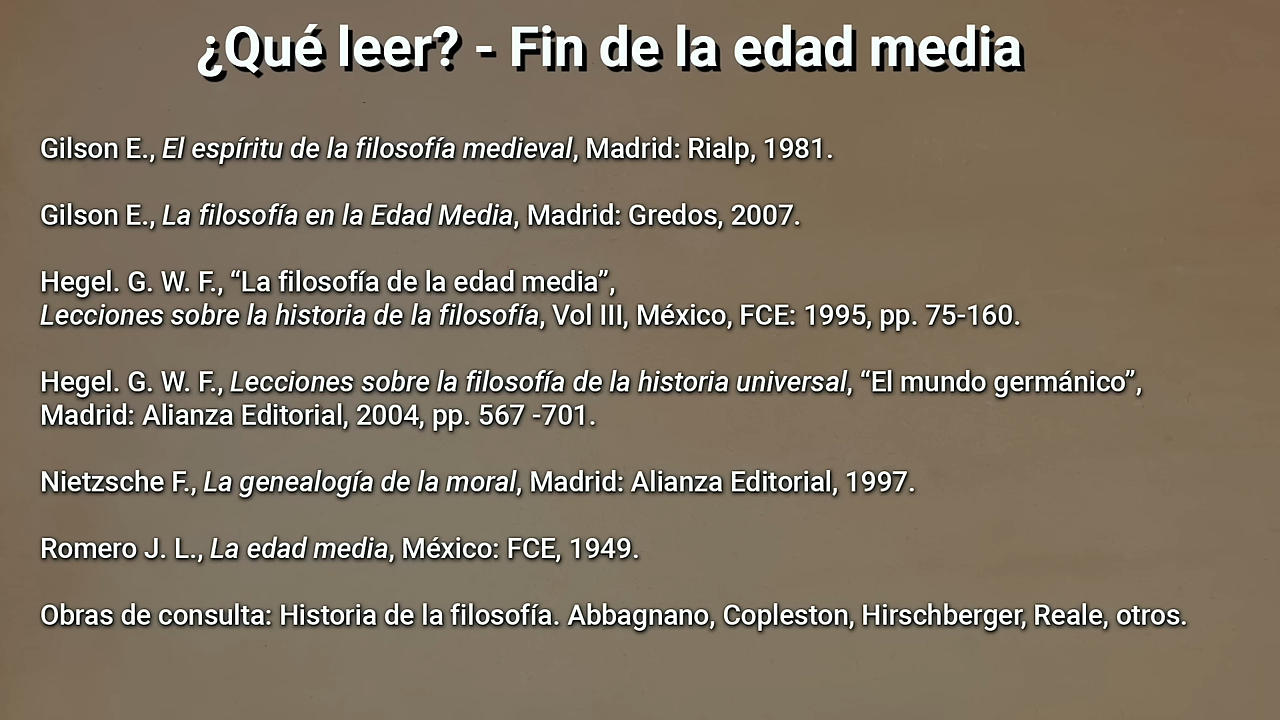 ¿Qué leer? - Fin de la edad media
Gilson E., El espíritu de la filosofía medieval, Madrid: Rialp, 1981.
Gilson E., La filosofía en la Edad Media, Madrid: Gredos, 2007.
Hegel. G. W. F., “La filosofía de la edad media”,
Lecciones sobre la historia de la filosofía, Vol III, México, FCE: 1995, pp. 75-160.
Hegel. G. W. F., Lecciones sobre la filosofía de la historia universal, “El mundo germánico”,
Madrid: Alianza Editorial, 2004, pp. 567 -701.
Nietzsche F., La genealogía de la moral, Madrid: Alianza Editorial, 1997.
Romero J. L., La edad media, México: FCE, 1949.
Obras de consulta: Historia de la filosofía. Abbagnano, Copleston, Hirschberger, Reale, otros.